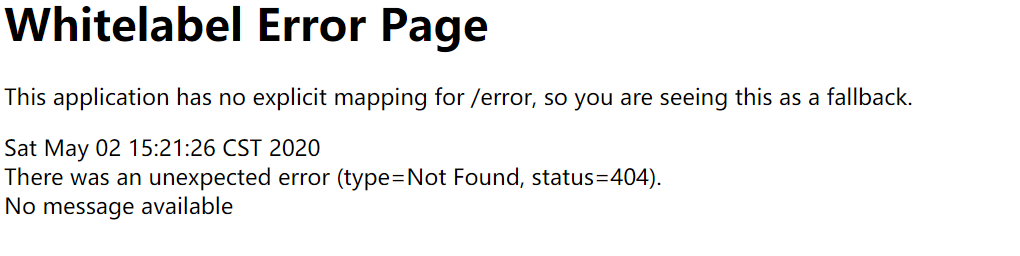 Whitelabel Error Page
This application has no explicit mapping for /error, so you are seeing this as a fallback.
Sat May 02 15:21:26 CST 2020
There was an unexpected error (type=Not Found, status=404).
No message available